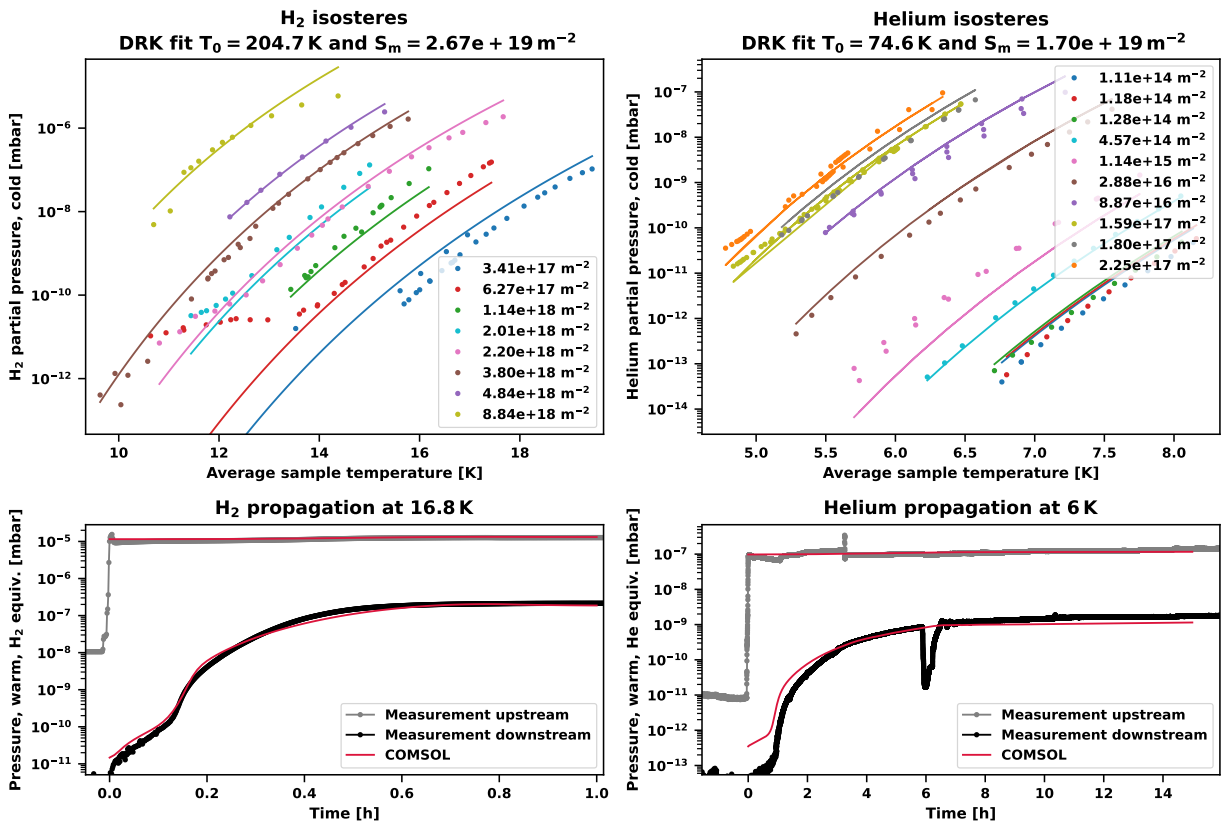 H₂ isosteres
DRK fit T₀ = 204.7 K and Sₘ = 2.67e + 19 m⁻²
H₂ partial pressure, cold [mbar]
10⁻⁶
10⁻⁸
10⁻¹⁰
10⁻¹²
3.41e+17 m⁻²
6.27e+17 m⁻²
1.14e+18 m⁻²
2.01e+18 m⁻²
2.20e+18 m⁻²
3.80e+18 m⁻²
4.84e+18 m⁻²
8.84e+18 m⁻²
10 12 14 16 18
Average sample temperature [K]
Helium isosteres
DRK fit T₀ = 74.6 K and Sₘ = 1.70e + 19 m⁻²
Helium partial pressure, cold [mbar]
10⁻⁷
10⁻⁸
10⁻⁹
10⁻¹⁰
10⁻¹¹
10⁻¹²
10⁻¹³
10⁻¹⁴
1.11e+14 m⁻²
1.18e+14 m⁻²
1.28e+14 m⁻²
4.57e+14 m⁻²
1.14e+15 m⁻²
2.88e+16 m⁻²
8.87e+16 m⁻²
1.59e+17 m⁻²
1.80e+17 m⁻²
2.25e+17 m⁻²
5.0 5.5 6.0 6.5 7.0 7.5 8.0
Average sample temperature [K]
H₂ propagation at 16.8 K
Pressure, warm, H₂ equiv. [mbar]
10⁻⁵
10⁻⁶
10⁻⁷
10⁻⁸
10⁻⁹
10⁻¹⁰
10⁻¹¹
Measurement upstream
Measurement downstream
COMSOL
0.0 0.2 0.4 0.6 0.8 1.0
Time [h]
Helium propagation at 6 K
Pressure, warm, He equiv. [mbar]
10⁻⁷
10⁻⁸
10⁻⁹
10⁻¹⁰
10⁻¹¹
10⁻¹²
10⁻¹³
Measurement upstream
Measurement downstream
COMSOL
0 2 4 6 8 10 12 14
Time [h]